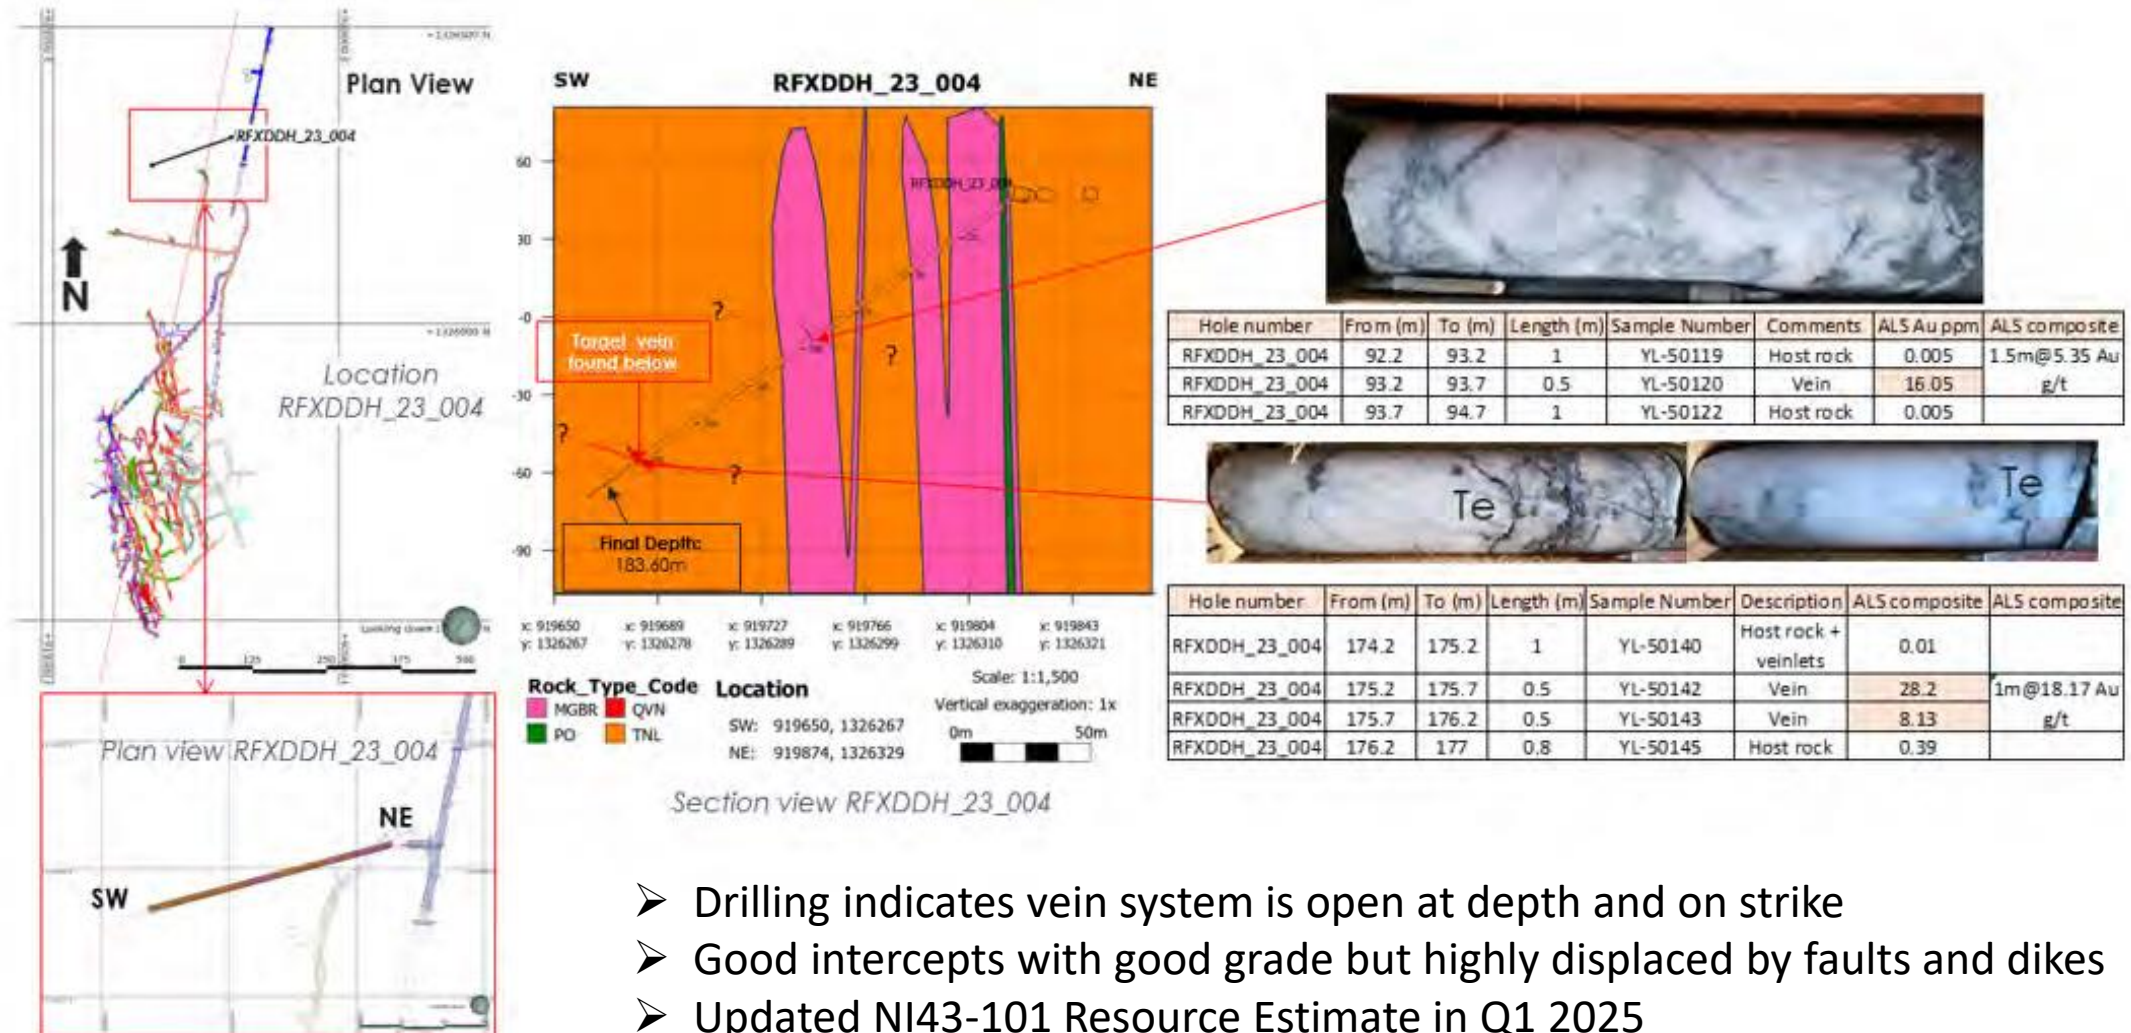 Plan View
RFXDDH_23_004
N
Location
RFXDDH_23_004
0 125 250 375 500
Plan view RFXDDH_23_004
NE
SW
SW RFXDDH_23_004 NE
60
30
-0
-30
-60
-90
RFXDDH_23_004
?
?
?
?
Target vein
found below
Final Depth:
183.60m
x: 919650 x: 919689 x: 919727 x: 919766 x: 919804 x: 919843
y: 1326267 y: 1326278 y: 1326289 y: 1326299 y: 1326310 y: 1326321
Rock_Type_Code
MGBR QVN
PO TNL
Location
SW: 919650, 1326267
NE: 919874, 1326329
Scale: 1:1,500
Vertical exaggeration: 1x
0m 50m
Section view RFXDDH_23_004
Hole number From (m) To (m) Length (m) Sample Number Comments ALS Au ppm ALS composite
RFXDDH_23_004 92.2 93.2 1 YL-50119 Host rock 0.005 1.5m@5.35 Au
RFXDDH_23_004 93.2 93.7 0.5 YL-50120 Vein 16.05 g/t
RFXDDH_23_004 93.7 94.7 1 YL-50122 Host rock 0.005
Te
Te
Hole number From (m) To (m) Length (m) Sample Number Description ALS composite ALS composite
RFXDDH_23_004 174.2 175.2 1 YL-50140 Host rock + veinlets 0.01
RFXDDH_23_004 175.2 175.7 0.5 YL-50142 Vein 28.2 1m@18.17 Au
RFXDDH_23_004 175.7 176.2 0.5 YL-50143 Vein 8.13 g/t
RFXDDH_23_004 176.2 177 0.8 YL-50145 Host rock 0.39
➢ Drilling indicates vein system is open at depth and on strike
➢ Good intercepts with good grade but highly displaced by faults and dikes
➢ Updated NI43-101 Resource Estimate in Q1 2025